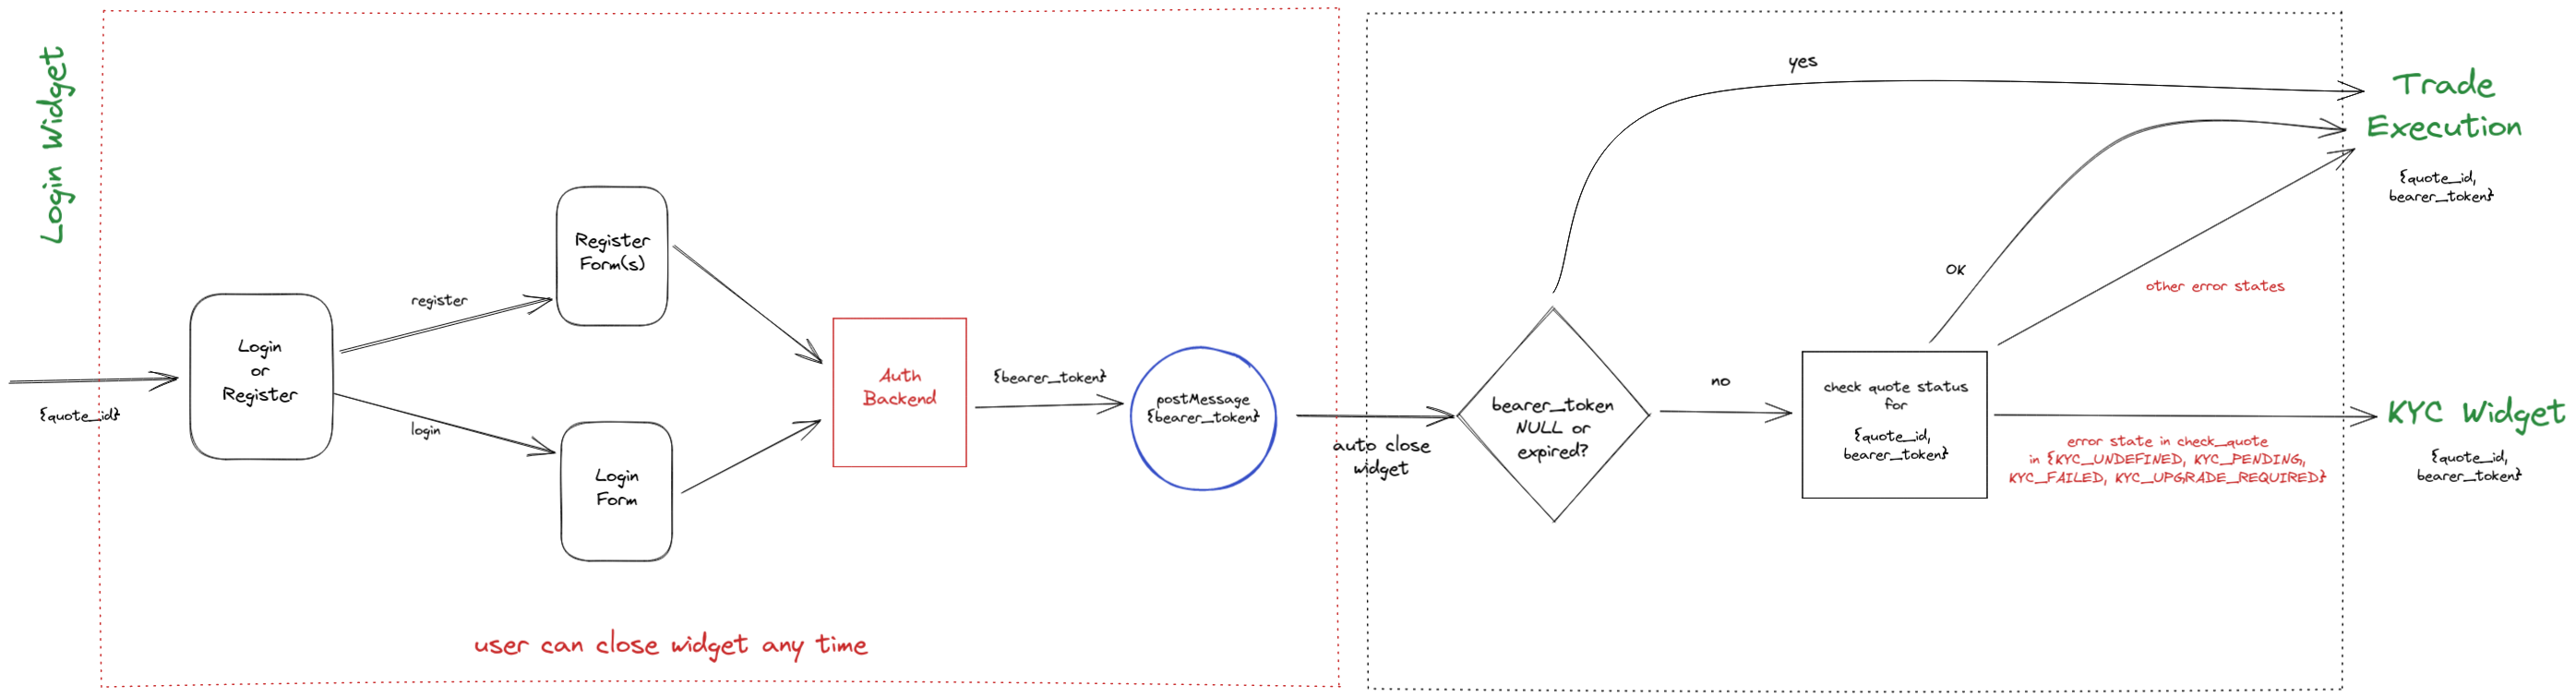 Login Widget
{quote_id}
Login
or
Register
register
login
Register
Form(s)
Login
Form
Auth
Backend
{bearer_token}
postMessage
{bearer_token}
user can close widget any time
auto close
widget
bearer_token
NULL or
expired?
yes
no
check quote status
for
{quote_id,
bearer_token}
OK
other error states
error state in check_quote
in {KYC_UNDEFINED, KYC_PENDING,
KYC_FAILED, KYC_UPGRADE_REQUIRED}
Trade
Execution
{quote_id,
bearer_token}
KYC Widget
{quote_id,
bearer_token}